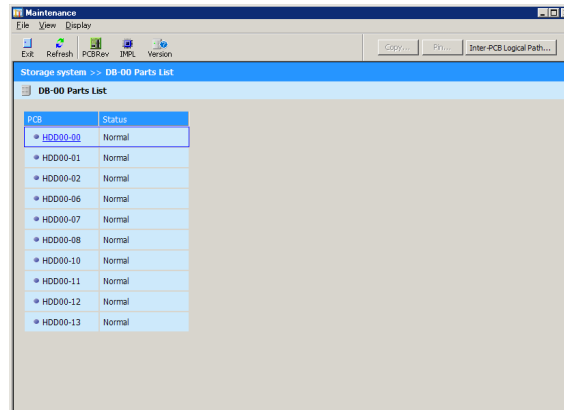 Maintenance
File View Display
Exit Refresh PCBRev IMPL Version Copy... Pin... Inter-PCB Logical Path...
Storage system >> DB-00 Parts List
DB-00 Parts List
PCB Status
HDD00-00 Normal
HDD00-01 Normal
HDD00-02 Normal
HDD00-06 Normal
HDD00-07 Normal
HDD00-08 Normal
HDD00-10 Normal
HDD00-11 Normal
HDD00-12 Normal
HDD00-13 Normal